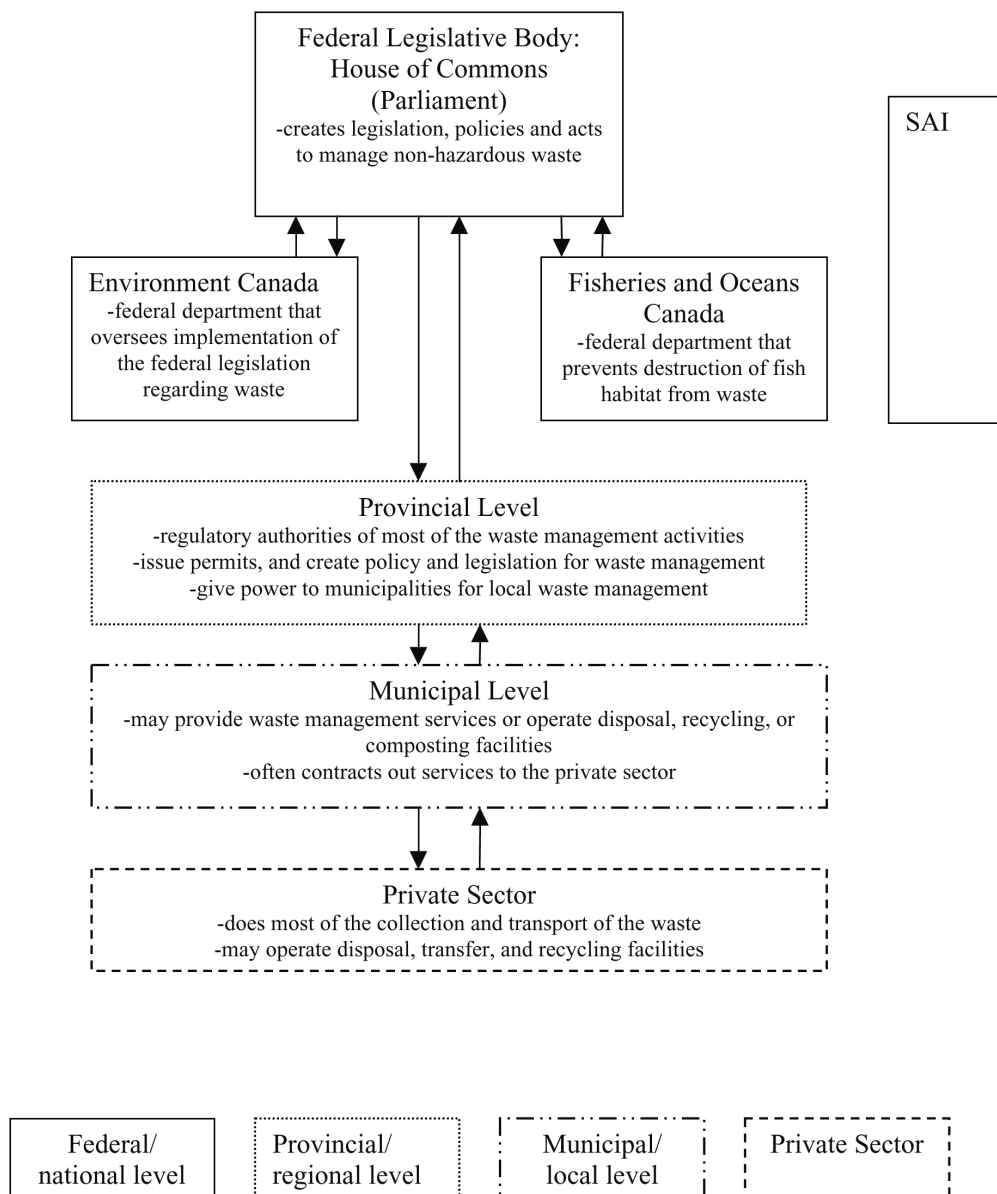 Federal Legislative Body:
House of Commons
(Parliament)
-creates legislation, policies and acts
to manage non-hazardous waste
SAI
Environment Canada
-federal department that
oversees implementation of
the federal legislation
regarding waste
Fisheries and Oceans
Canada
-federal department that
prevents destruction of fish
habitat from waste
Provincial Level
-regulatory authorities of most of the waste management activities
-issue permits, and create policy and legislation for waste management
-give power to municipalities for local waste management
Municipal Level
-may provide waste management services or operate disposal, recycling, or
composting facilities
-often contracts out services to the private sector
Private Sector
-does most of the collection and transport of the waste
-may operate disposal, transfer, and recycling facilities
Federal/
national level
Provincial/
regional level
Municipal/
local level
Private Sector